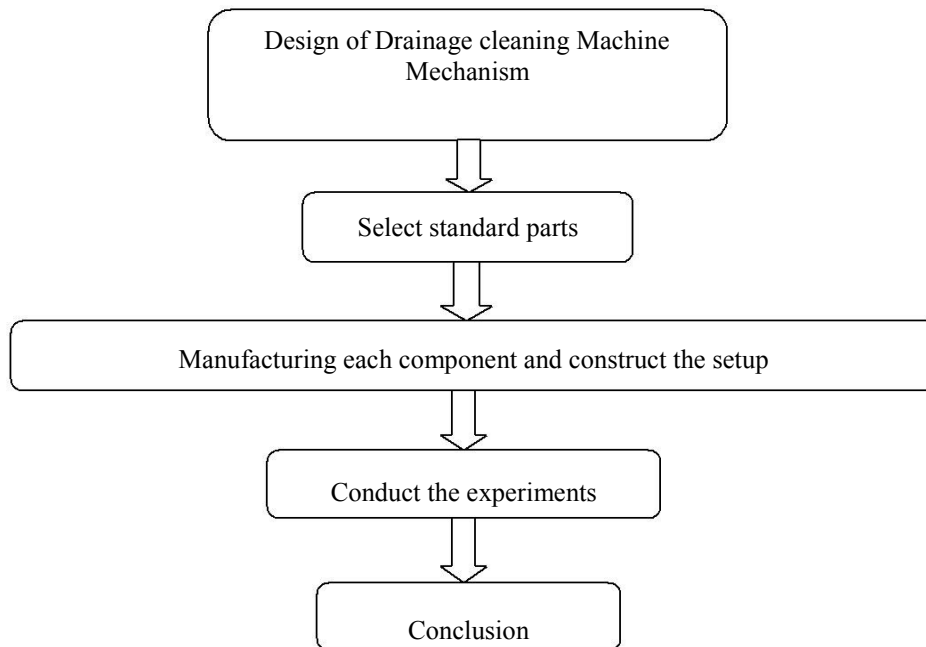 Design of Drainage cleaning Machine
Mechanism
Select standard parts
Manufacturing each component and construct the setup
Conduct the experiments
Conclusion